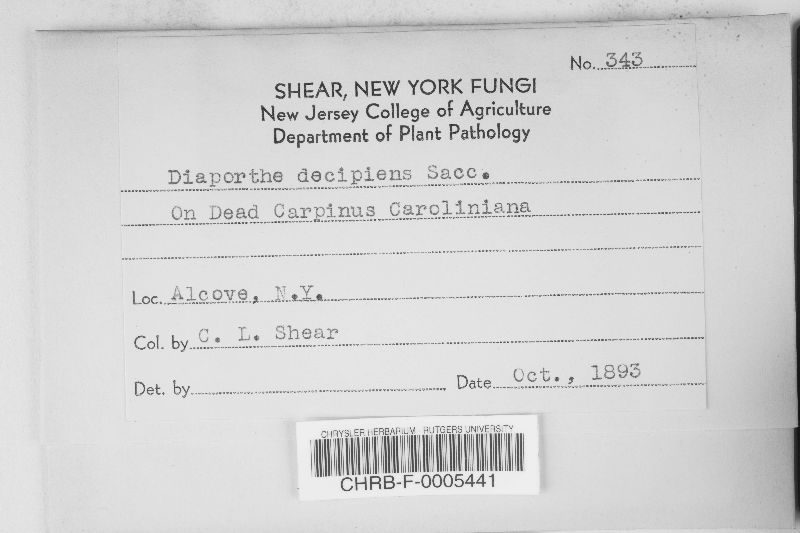 No. 343
SHEAR, NEW YORK FUNGI
New Jersey College of Agriculture
Department of Plant Pathology
Diaporthe decipiens Sacc.
On Dead Carpinus Caroliniana
Loc. Alcove, N.Y.
Col. by C. L. Shear
Det. by
Date Oct., 1893
CHRYSLER HERBARIUM RUTGERS UNIVERSITY
CHRB-F-0005441